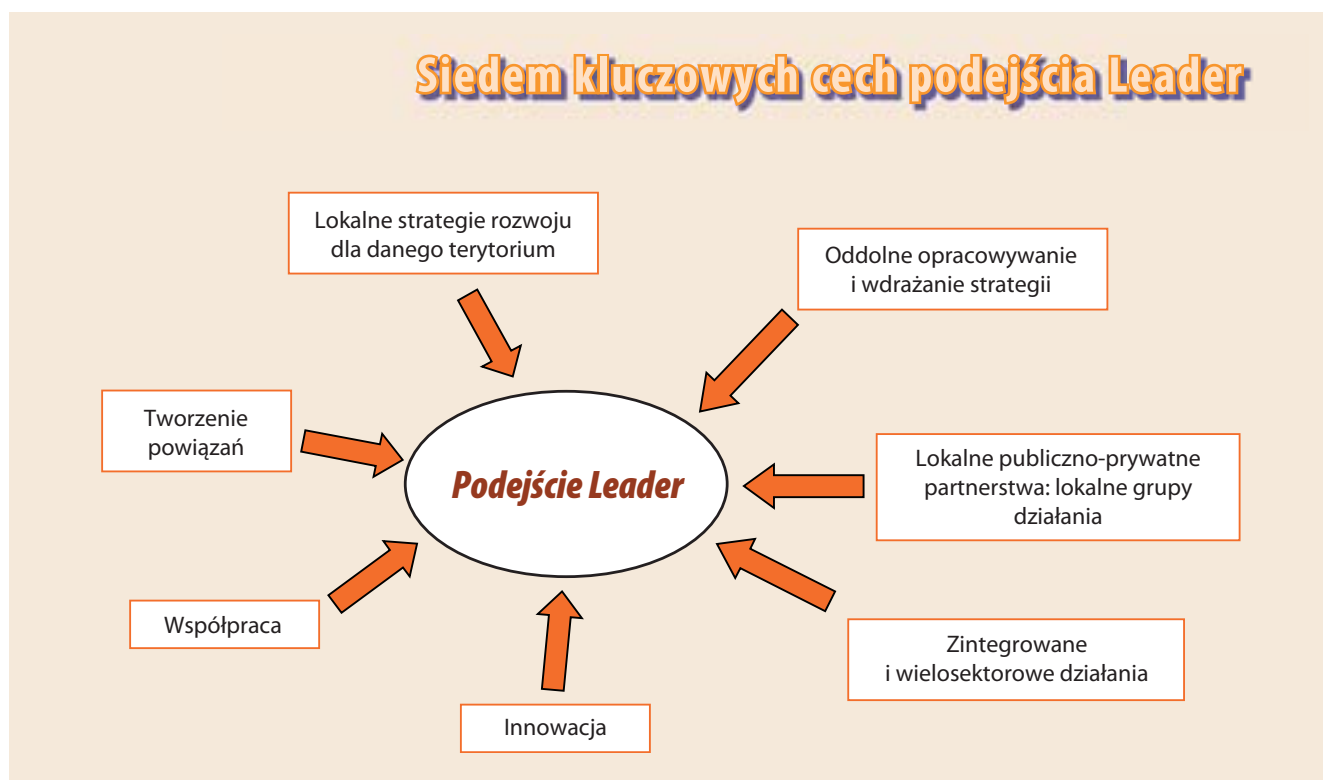 Siedem kluczowych cech podejścia Leader
Lokalne strategie rozwoju
dla danego terytorium
Oddolne opracowywanie
i wdrażanie strategii
Tworzenie
powiązań
Podejście Leader
Lokalne publiczno-prywatne
partnerstwa: lokalne grupy
działania
Współpraca
Zintegrowane
i wielosektorowe działania
Innowacja